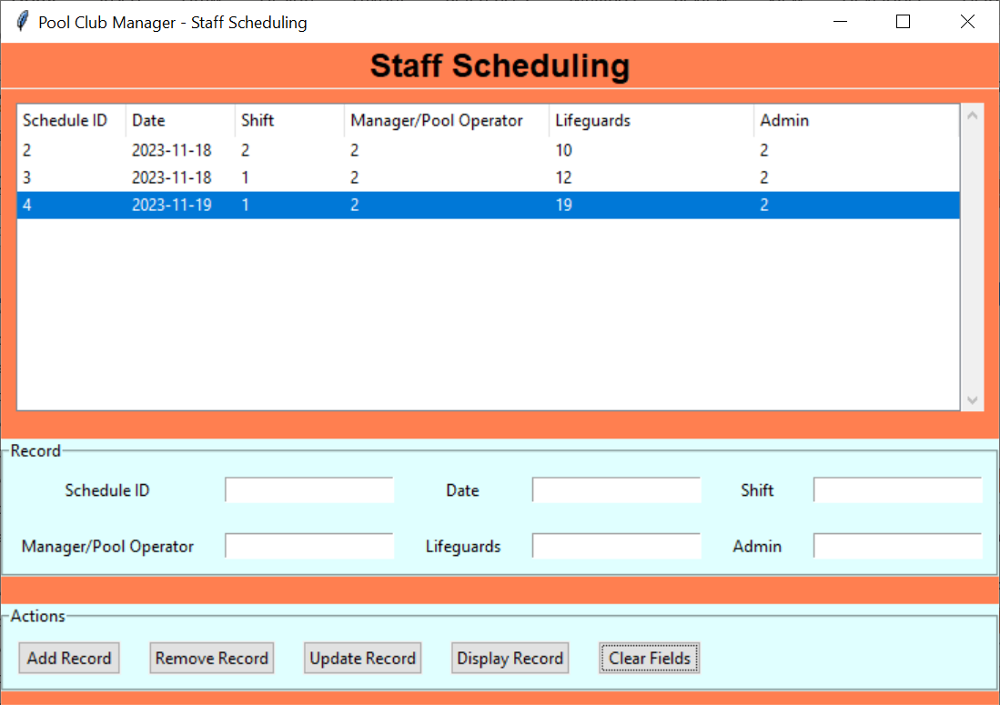 Pool Club Manager - Staff Scheduling
Staff Scheduling
Schedule ID Date Shift Manager/Pool Operator Lifeguards Admin
2 2023-11-18 2 2 10 2
3 2023-11-18 1 2 12 2
4 2023-11-19 1 2 19 2
Record
Schedule ID Date Shift
Manager/Pool Operator Lifeguards Admin
Actions
Add Record Remove Record Update Record Display Record Clear Fields